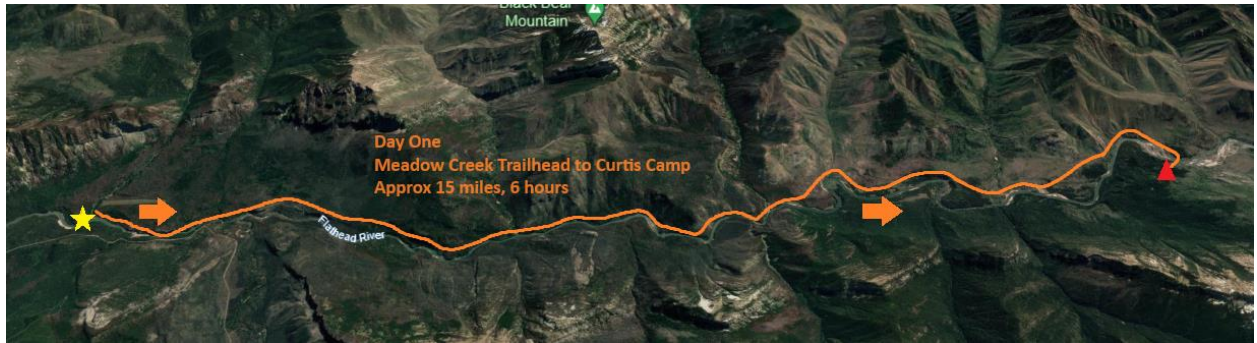 Black Bear
Mountain
Day One
Meadow Creek Trailhead to Curtis Camp
Approx 15 miles, 6 hours
Flathead River